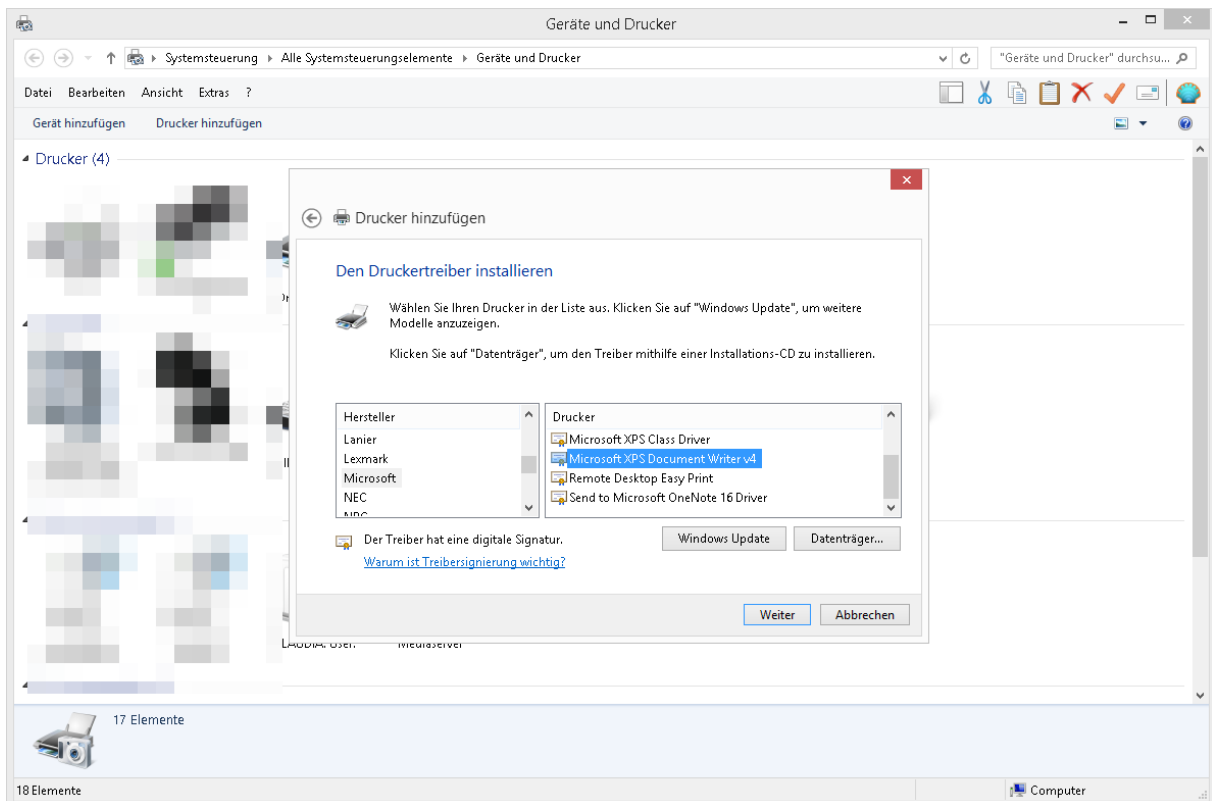 Geräte und Drucker
Systemsteuerung Alle Systemsteuerungselemente Geräte und Drucker
"Geräte und Drucker" durchsu...
Datei Bearbeiten Ansicht Extras ?
Gerät hinzufügen Drucker hinzufügen
Drucker (4)
Drucker hinzufügen
Den Druckertreiber installieren
Wählen Sie Ihren Drucker in der Liste aus. Klicken Sie auf "Windows Update", um weitere
Modelle anzuzeigen.
Klicken Sie auf "Datenträger", um den Treiber mithilfe einer Installations-CD zu installieren.
Hersteller
Lanier
Lexmark
Microsoft
NEC
Drucker
Microsoft XPS Class Driver
Microsoft XPS Document Writer v4
Remote Desktop Easy Print
Send to Microsoft OneNote 16 Driver
Der Treiber hat eine digitale Signatur.
Warum ist Treibersignierung wichtig?
Windows Update Datenträger...
Weiter Abbrechen
Mediaserver
17 Elemente
18 Elemente
Computer